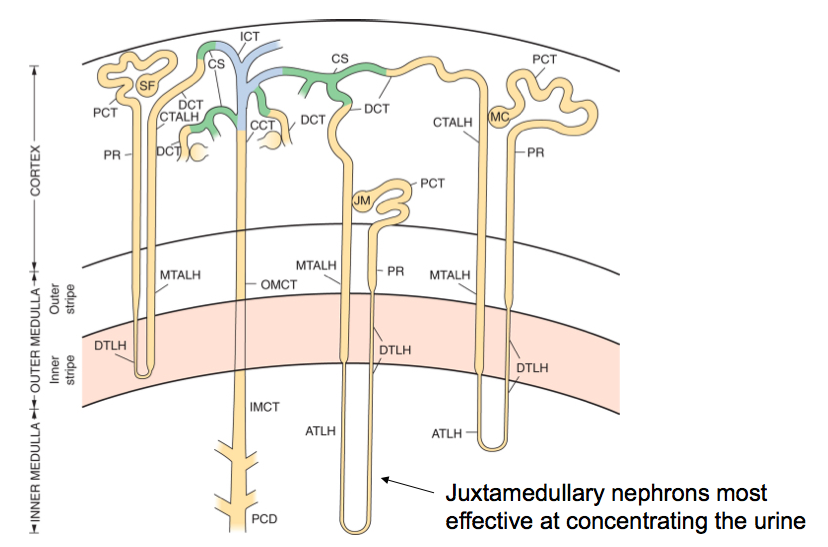 ICT
CS
CS
PCT
SF
PCT
DCT
DCT
CTALH
MC
CTALH
CCT
DCT
DCT
PR
PR
PCT
JM
CORTEX
MTALH
MTALH
PR
MTALH
OMCT
Outer
stripe
OUTER MEDULLA
DTLH
DTLH
DTLH
Inner
stripe
IMCT
ATLH
ATLH
INNER MEDULLA
PCD
Juxtamedullary nephrons most
effective at concentrating the urine